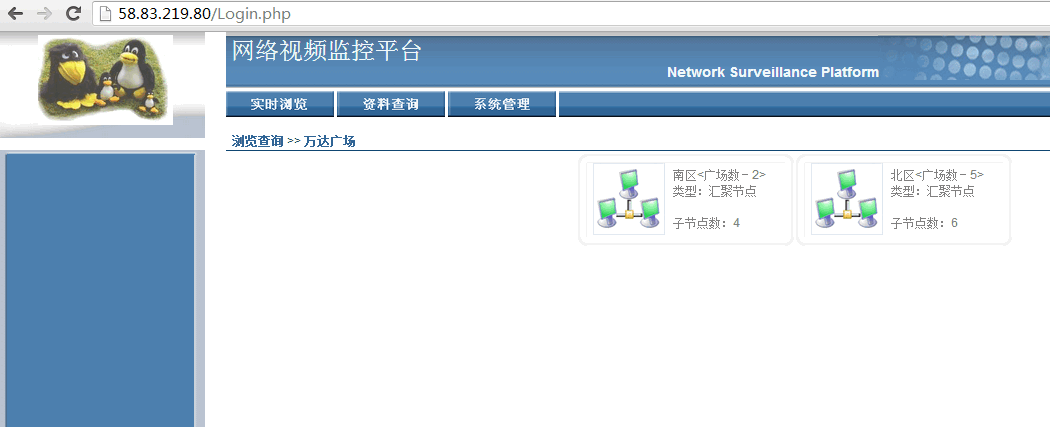 58.83.219.80/Login.php
网络视频监控平台
Network Surveillance Platform
实时浏览 资料查询 系统管理
浏览查询 >> 万达广场
南区<广场数－2>
类型：汇聚节点
子节点数：4
北区<广场数－5>
类型：汇聚节点
子节点数：6